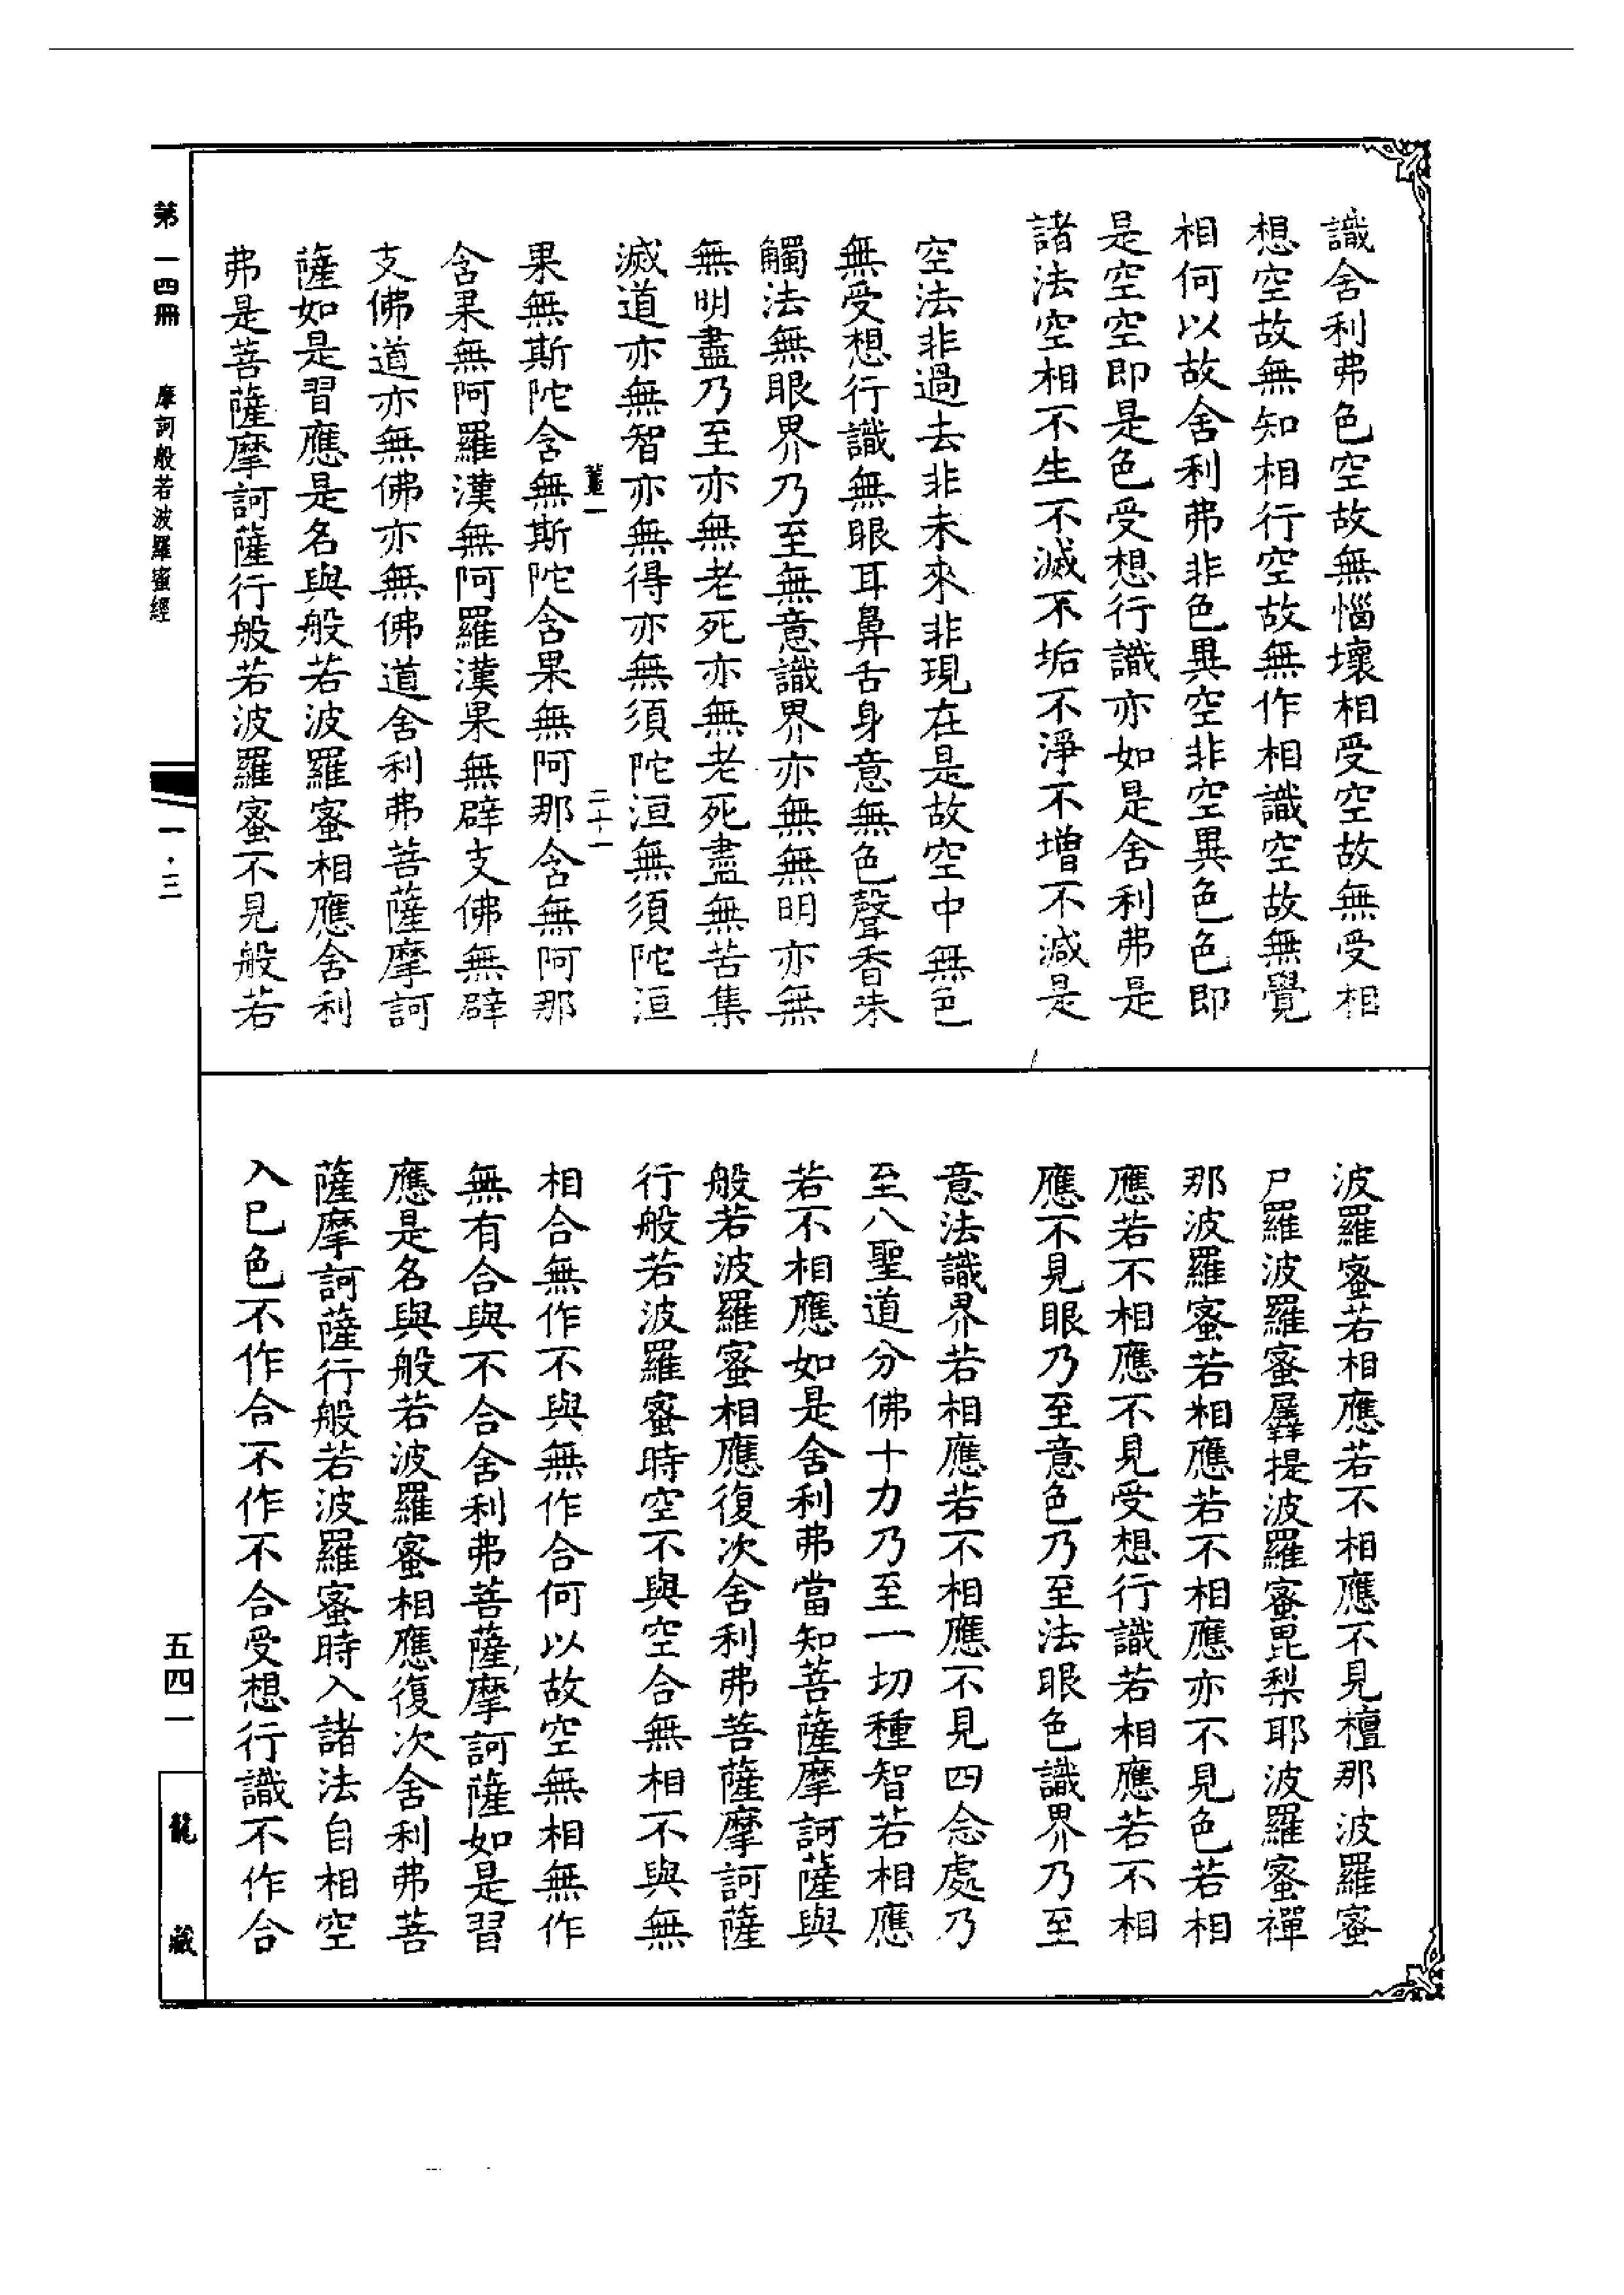 識舍利弗色空故無惱壞相受空故無受相
想空故無知相行空故無作相識空故無覺
相何以故舍利弗非色異空非空異色色即
是空空即是色受想行識亦如是舍利弗是
諸法空相不生不滅不垢不淨不增不減是
空法非過去非未來非現在是故空中無色
無受想行識無眼耳鼻舌身意無色聲香味
觸法無眼界乃至無意識界亦無無明亦無
無明盡乃至亦無老死亦無老死盡無苦集
滅道亦無智亦無得亦無須陀洹無須陀洹
二十一
果無斯陀含無斯陀含果無阿那含無阿那
含果無阿羅漢無阿羅漢果無辟支佛無辟
支佛道亦無佛亦無佛道舍利弗菩薩摩訶
薩如是習應是名與般若波羅蜜相應舍利
弗是菩薩摩訶薩行般若波羅蜜不見般若
波羅蜜若相應若不相應不見檀那波羅蜜
尸羅波羅蜜羼提波羅蜜毘梨耶波羅蜜禪
那波羅蜜若相應若不相應亦不見色若相
應若不相應不見受想行識若相應若不相
應不見眼乃至意色乃至法眼色識界乃至
意法識界若相應若不相應不見四念處乃
至八聖道分佛十力乃至一切種智若相應
若不相應如是舍利弗當知菩薩摩訶薩與
般若波羅蜜相應復次舍利弗菩薩摩訶薩
行般若波羅蜜時空不與空合無相不與無
相合無作不與無作合何以故空無相無作
無有合與不合舍利弗菩薩摩訶薩如是習
應是名與般若波羅蜜相應復次舍利弗菩
薩摩訶薩行般若波羅蜜時入諸法自相空
入已色不作合不作不合受想行識不作合
第一四冊 摩訶般若波羅蜜經
一·三
五四一
龍藏